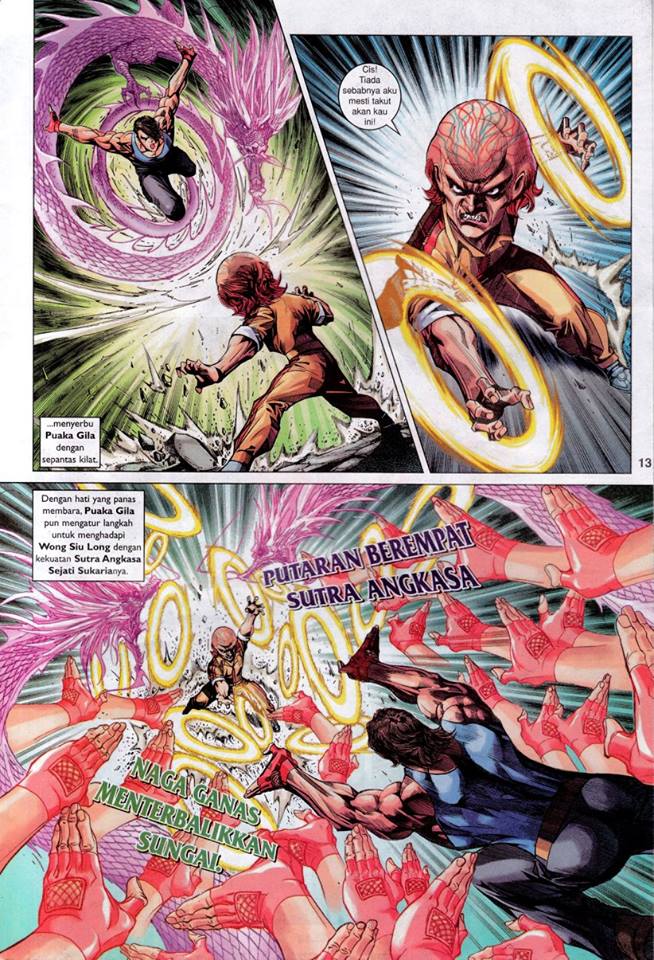 Cis!
Tiada
sebabnya aku
mesti takut
akan kau
ini!
...menyerbu
Puaka Gila
dengan
sepantas kilat.
13
Dengan hati yang panas
membara, Puaka Gila
pun mengatur langkah
untuk menghadapi
Wong Siu Long dengan
kekuatan Sutra Angkasa
Sejati Sukarianya.
PUTARAN BEREMPAT
SUTRA ANGKASA
NAGA GANAS
MENTERBALIKKAN
SUNGAI.